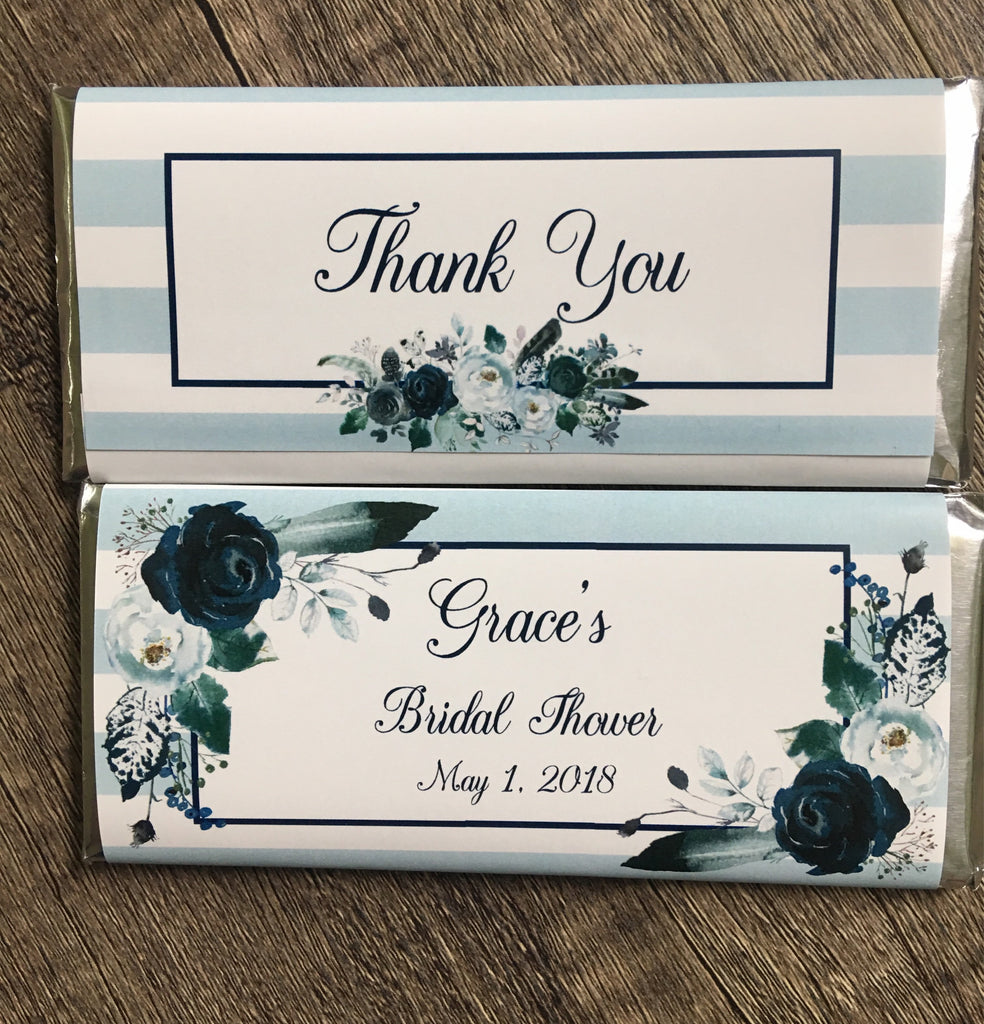 Thank You
Grace's
Bridal Shower
May 1, 2018